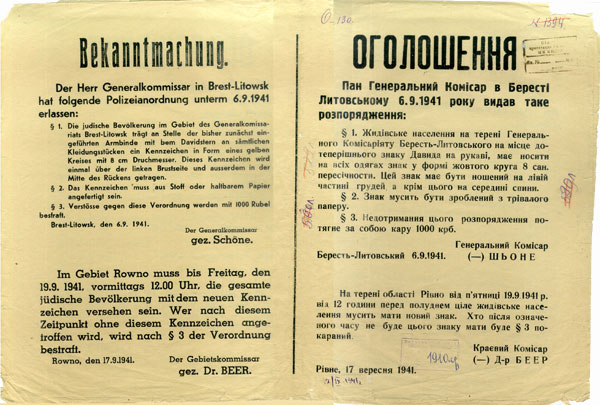 Bekanntmachung.
Der Herr Generalkommissar in Brest-Litowsk
hat folgende Polizeianordnung unterm 6.9.1941
erlassen:
§ 1. Die judische Bevölkerung im Gebiet des Generalkomissa-
riats Brest-Litowsk trägt an Stelle der bisher zunächst ein-
geführten Armbinde mit bem Davidstern an sämtlichen
Kleidungsstücken ein Kennzeichen in Form eines gelben
Kreises mit 8 cm Druchmesser. Dieses Kennzeichen wird
einmal über der linken Brustseite und ausserdem in der
Mitte des Rückens getragen.
§ 2. Das Kennzeichen muss aus Stoff oder haltbarem Papier
angefertigt sein.
§ 3. Verstösse gegen diese Verordnung werden mit 1000 Rubel
bestraft.
Brest-Litowsk, den 6.9. 1941.
Der Generalkommissar
gez. Schöne.
Im Gebiet Rowno muss bis Freitag, den
19.9. 1941, vormittags 12.00 Uhr, die gesamte
jüdische Bevölkerung mit dem neuen Kenn-
zeichen versehen sein. Wer nach diesem
Zeitpunkt ohne diesem Kennzeichen ange-
troffen wird, wird nach § 3 der Verordnung
bestraft.
Rowno, den 17.9.1941.
Der Gebietskommissar
gez. Dr. BEER.
ОГОЛОШЕННЯ
Пан Генеральний Комісар в Бересті
Литовському 6.9.1941 року видав таке
розпорядження:
§ 1. Жидівське населення на терені Генераль-
ного Комісаріяту Бересть-Литовського на місце до-
теперішнього знаку Давида на рукаві, має носити
на всіх одягах знак у формі жовтого круга 8 сан.
пересічности. Цей знак має бути ношений на лівій
частині грудей а крім цього на середині спини.
§ 2. Знак мусить бути зроблений з трівалого
паперу.
§ 3. Недотримання цього розпорядження по-
тягне за собою кару 1000 крб.
Генеральний Комісар
Бересть-Литовський 6.9.1941. (—) ШЬОНЕ
На терені области Рівно від п'ятниці 19.9 1941 р,
від 12 години перед полуднем ціле жидівське насе-
лення мусить мати новий знак. Хто після означе-
ного часу не буде цього знаку мати буде § 3 по-
караний.
Краєвий Комісар
(—) Д-р БЕЕР
Рівне, 17 вересня 1941.